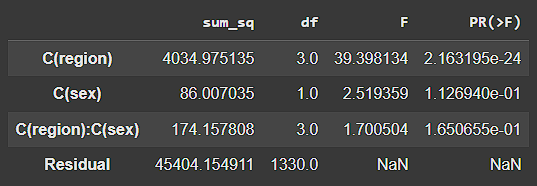 sum_sq df F PR(>F)
C(region) 4034.975135 3.0 39.398134 2.163195e-24
C(sex) 86.007035 1.0 2.519359 1.126940e-01
C(region):C(sex) 174.157808 3.0 1.700504 1.650655e-01
Residual 45404.154911 1330.0 NaN NaN